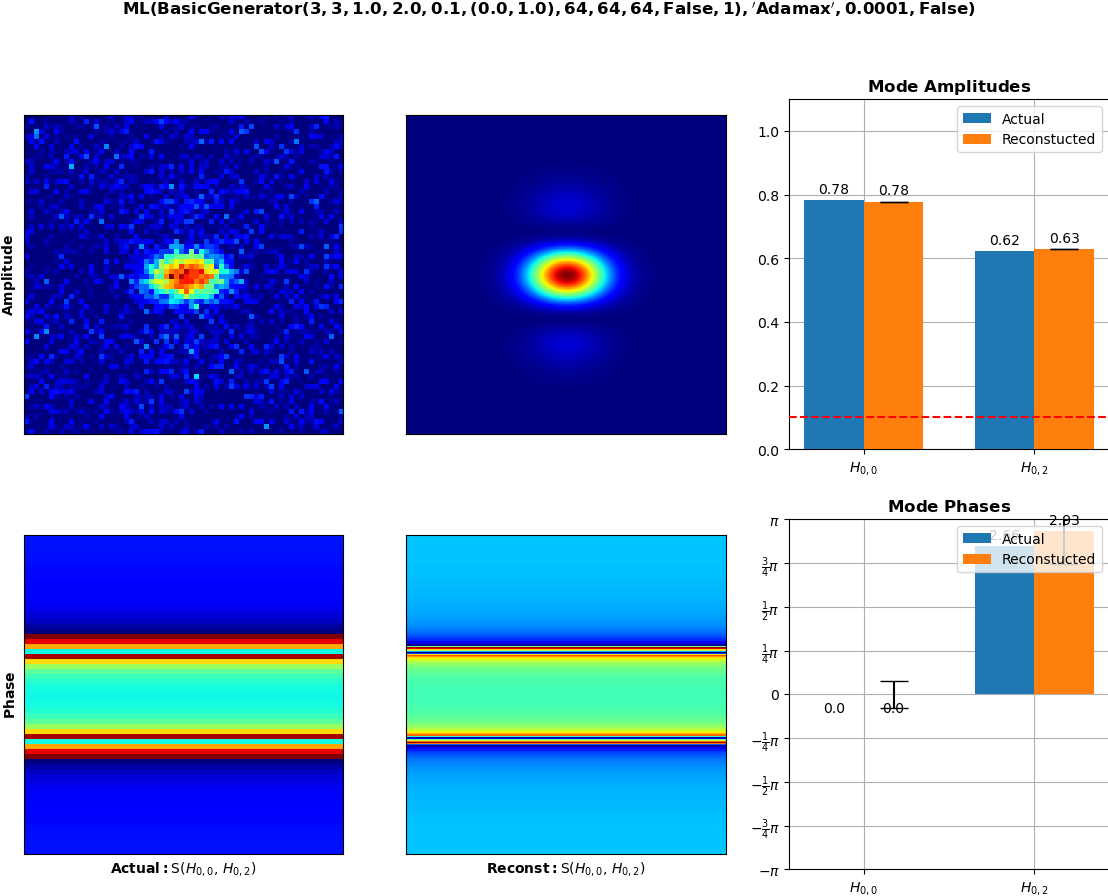 ML(BasicGenerator(3, 3, 1.0, 2.0, 0.1, (0.0, 1.0), 64, 64, 64, False, 1), ′Adamax′, 0.0001, False)
Amplitude
Mode Amplitudes
Actual
Reconstucted
1.0
0.8
0.6
0.4
0.2
0.0
0.78
0.78
0.62
0.63
H0, 0
H0, 2
Phase
Actual: S(H0, 0, H0, 2)
Reconst: S(H0, 0, H0, 2)
Mode Phases
Actual
Reconstucted
π
3/4π
1/2π
1/4π
0
−1/4π
−1/2π
−3/4π
−π
0.0
0.0
2.66
2.93
H0, 0
H0, 2